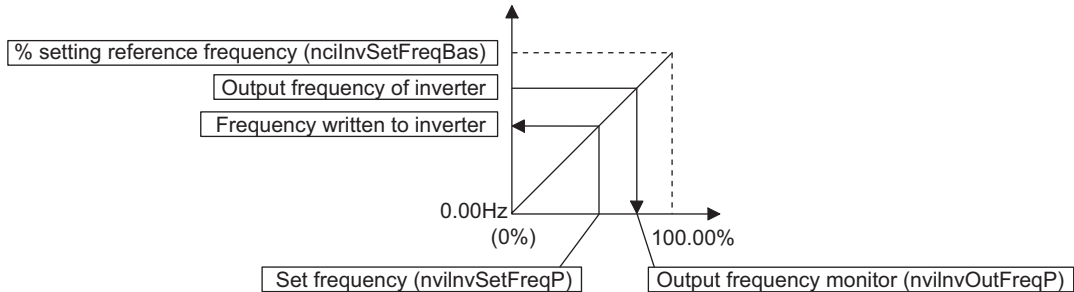 % setting reference frequency (nciInvSetFreqBas)
Output frequency of inverter
Frequency written to inverter
0.00Hz
(0%)
100.00%
Set frequency (nviInvSetFreqP)
Output frequency monitor (nviInvOutFreqP)